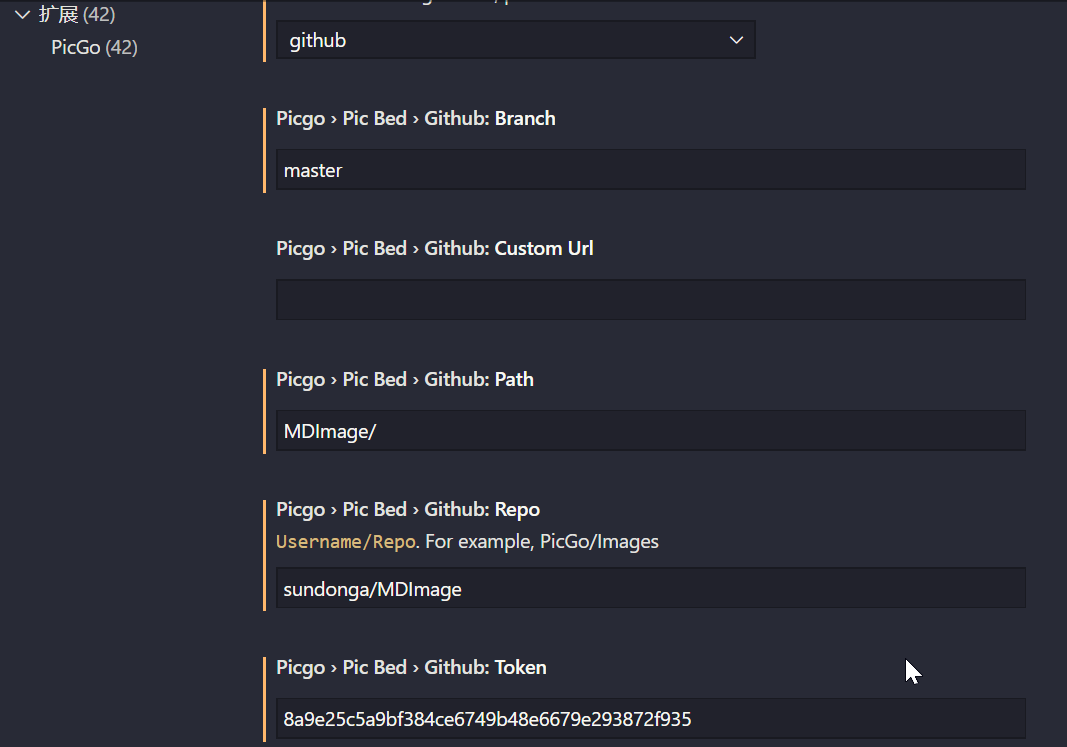 扩展 (42)
PicGo (42)
github
Picgo › Pic Bed › Github: Branch
master
Picgo › Pic Bed › Github: Custom Url
Picgo › Pic Bed › Github: Path
MDImage/
Picgo › Pic Bed › Github: Repo
Username/Repo. For example, PicGo/Images
sundonga/MDImage
Picgo › Pic Bed › Github: Token
8a9e25c5a9bf384ce6749b48e6679e293872f935